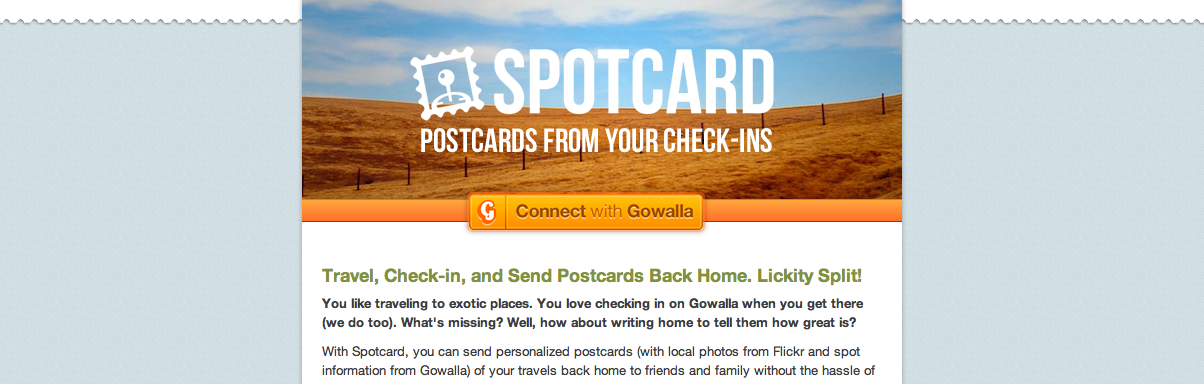 SPOTCARD
POSTCARDS FROM YOUR CHECK-INS
Connect with Gowalla
Travel, Check-in, and Send Postcards Back Home. Lickity Split!
You like traveling to exotic places. You love checking in on Gowalla when you get there
(we do too). What's missing? Well, how about writing home to tell them how great is?
With Spotcard, you can send personalized postcards (with local photos from Flickr and spot
information from Gowalla) of your travels back home to friends and family without the hassle of